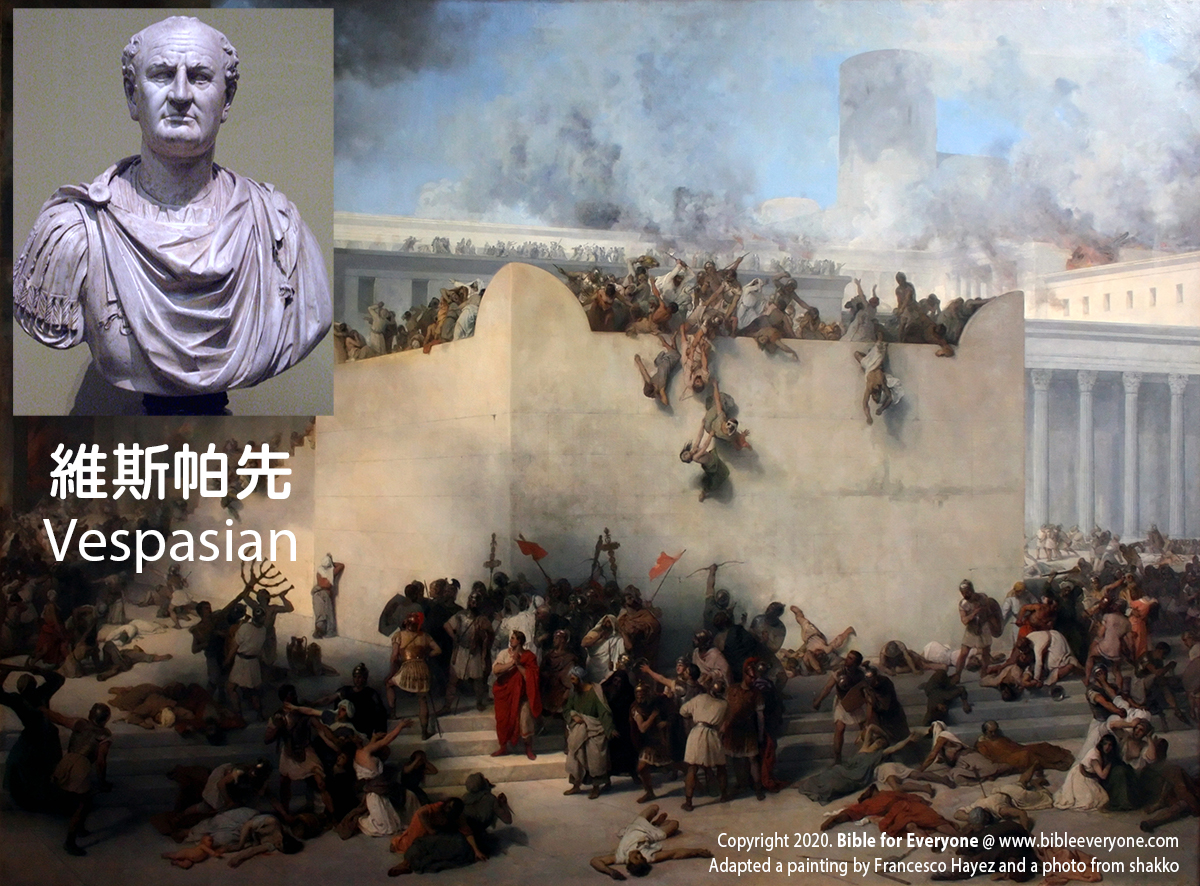 維斯帕先
Vespasian
Copyright 2020. Bible for Everyone @ www.bibleeveryone.com
Adapted a painting by Francesco Hayez and a photo from shakko